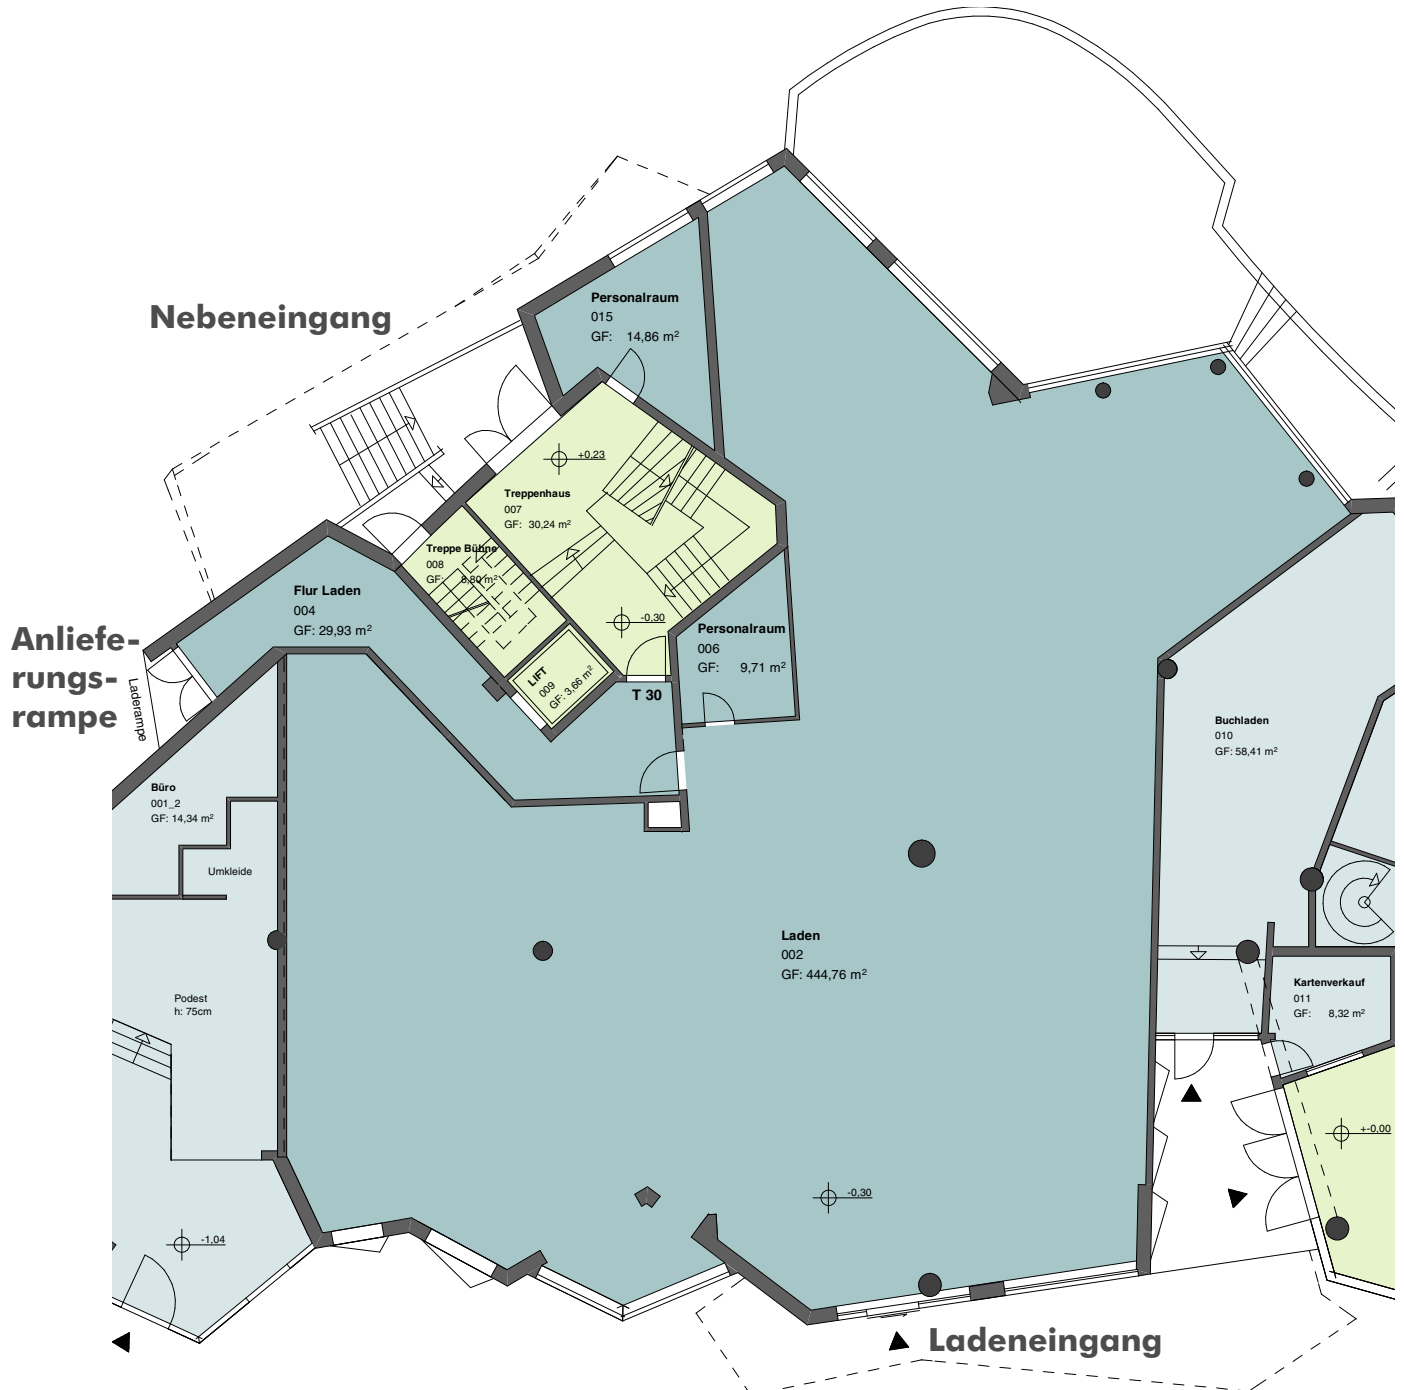 Nebeneingang
Personalraum
015
GF: 14,86 m²
+0,23
Treppenhaus
007
GF: 30,24 m²
Treppe Bühne
008
GF: 8,80 m²
Flur Laden
004
GF: 29,93 m²
-0,30
Personalraum
006
GF: 9,71 m²
Anliefe-
rungs-
rampe
Laderampe
LIFT
009
GF: 3,66 m²
T 30
Buchladen
010
GF: 58,41 m²
Büro
001_2
GF: 14,34 m²
Umkleide
Laden
002
GF: 444,76 m²
Podest
h: 75cm
Kartenverkauf
011
GF: 8,32 m²
+-0,00
-0,30
-1,04
Ladeneingang